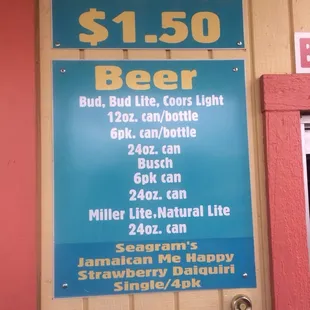 $1.50
Beer
Bud, Bud Lite, Coors Light
12oz. can/bottle
6pk. can/bottle
24oz. can
Busch
6pk can
24oz. can
Miller Lite, Natural Lite
24oz. can
Seagram's
Jamaican Me Happy
Strawberry Daiquiri
Single/4pk